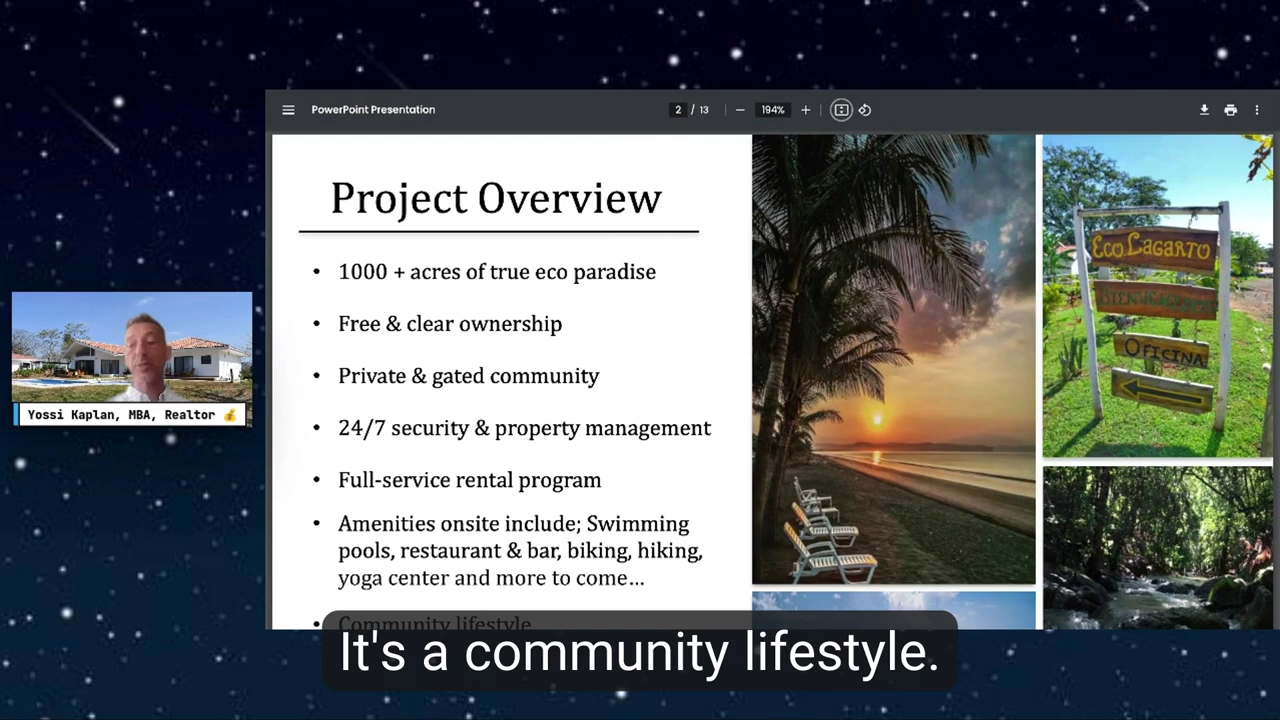 PowerPoint Presentation
2 / 13
194%
Project Overview
• 1000 + acres of true eco paradise
• Free & clear ownership
• Private & gated community
• 24/7 security & property management
• Full-service rental program
• Amenities onsite include; Swimming
pools, restaurant & bar, biking, hiking,
yoga center and more to come...
• Community lifestyle
ECO LAGARTO
BIENVENIDOS
OFICINA
Yossi Kaplan, MBA, Realtor 💰
It's a community lifestyle.